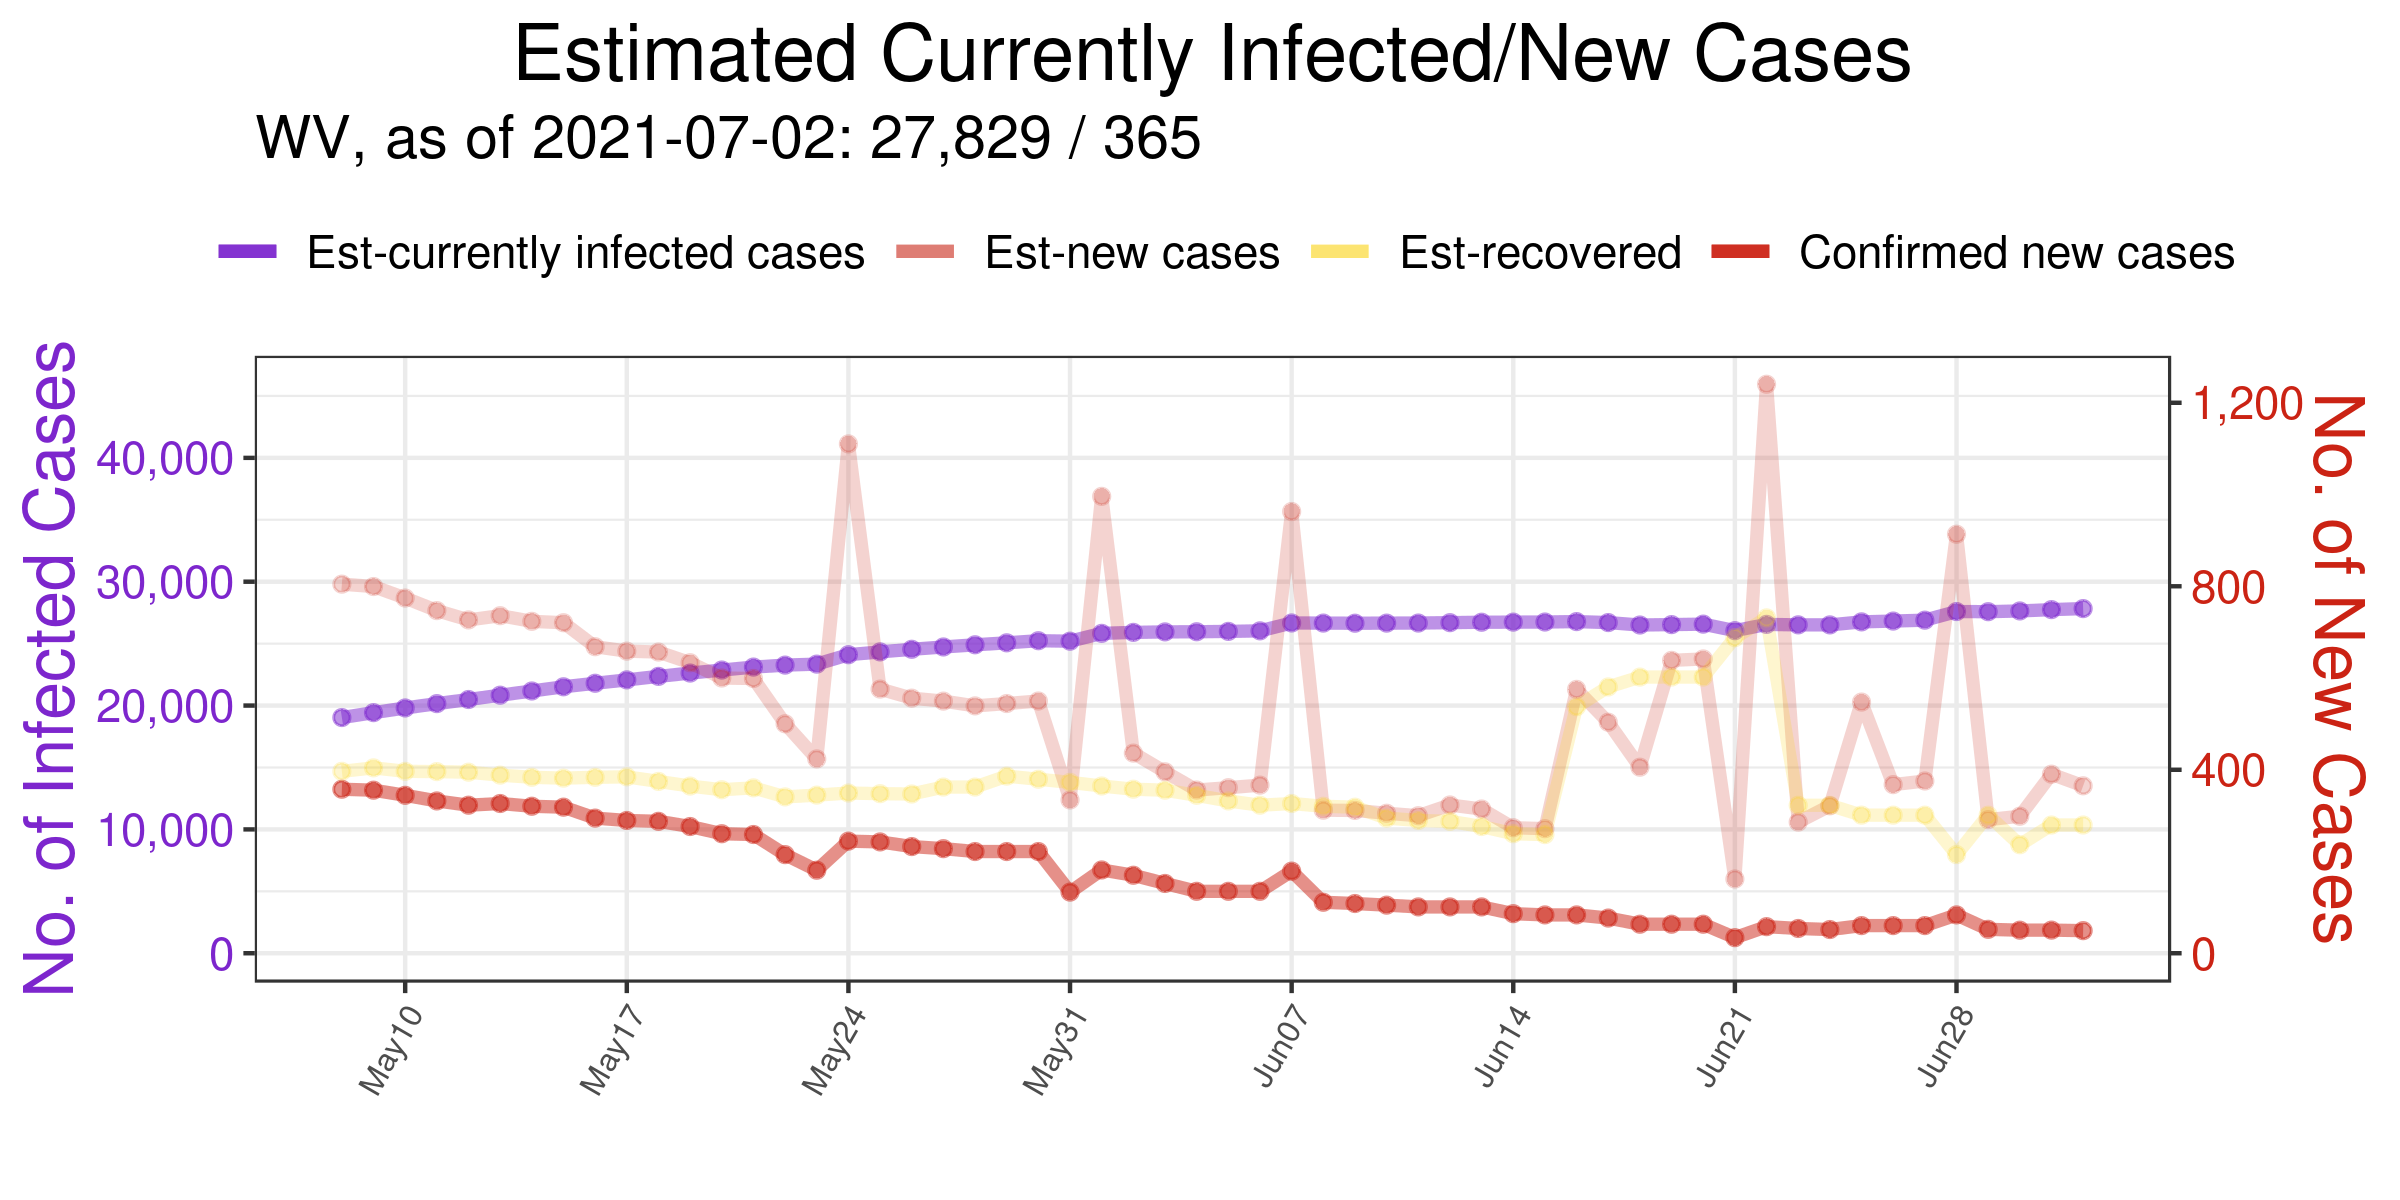 Estimated Currently Infected/New Cases
WV, as of 2021-07-02: 27,829 / 365
Est-currently infected cases Est-new cases Est-recovered Confirmed new cases
No. of Infected Cases
40,000
30,000
20,000
10,000
0
1,200
800
400
0
No. of New Cases
May10 May17 May24 May31 Jun07 Jun14 Jun21 Jun28